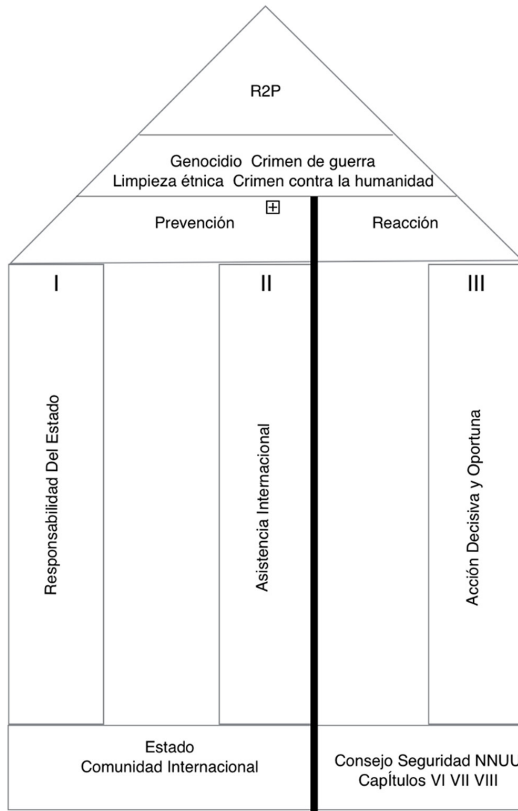 R2P
Genocidio Crimen de guerra
Limpieza étnica Crimen contra la humanidad
Prevención
Reacción
I
II
III
Responsabilidad Del Estado
Asistencia Internacional
Acción Decisiva y Oportuna
Estado
Comunidad Internacional
Consejo Seguridad NNUU
CapÍtulos VI VII VIII